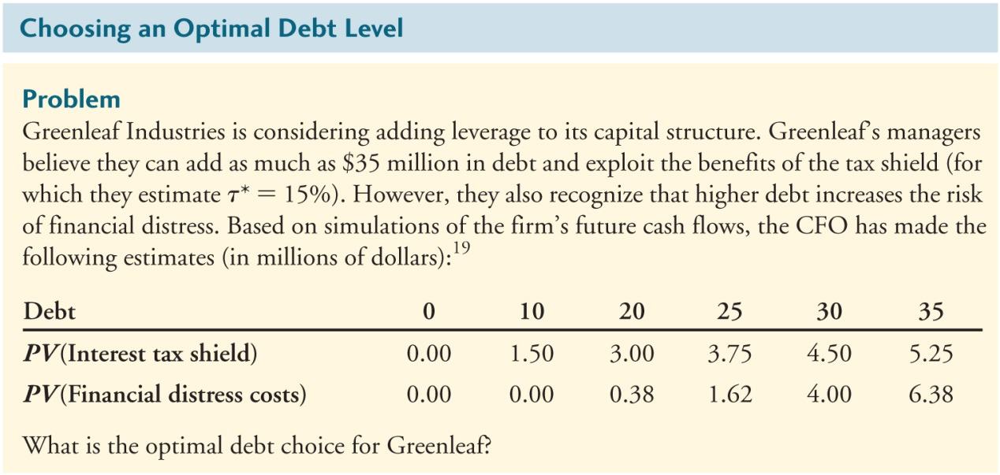 Choosing an Optimal Debt Level
Problem
Greenleaf Industries is considering adding leverage to its capital structure. Greenleaf's managers
believe they can add as much as $35 million in debt and exploit the benefits of the tax shield (for
which they estimate τ* = 15%). However, they also recognize that higher debt increases the risk
of financial distress. Based on simulations of the firm's future cash flows, the CFO has made the
following estimates (in millions of dollars):19
Debt 0 10 20 25 30 35
PV(Interest tax shield) 0.00 1.50 3.00 3.75 4.50 5.25
PV(Financial distress costs) 0.00 0.00 0.38 1.62 4.00 6.38
What is the optimal debt choice for Greenleaf?